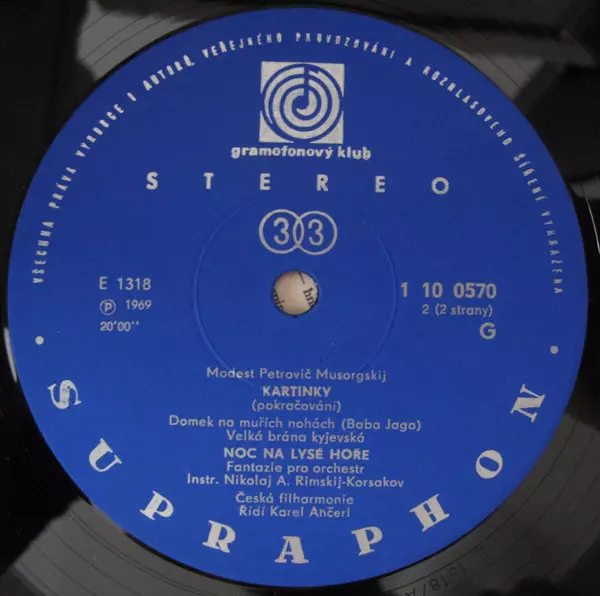 VŠECHNA PRÁVA VÝROBCE I AUTORŮ VEŘEJNÉHO PROVOZOVÁNÍ A ROZHLASOVÉHO ŠÍŘENÍ VYHRAŽENA
gramofonový klub
STEREO
33
E 1318
℗ 1969
20'00''
1 10 0570
2 (2 strany)
G
Modest Petrovič Musorgskij
KARTINKY
(pokračování)
Domek na muřích nohách (Baba Jaga)
Velká brána kyjevská
NOC NA LYSÉ HOŘE
Fantazie pro orchestr
Instr. Nikolaj A. Rimskij-Korsakov
Česká filharmonie
Řídí Karel Ančerl
SUPRAPHON